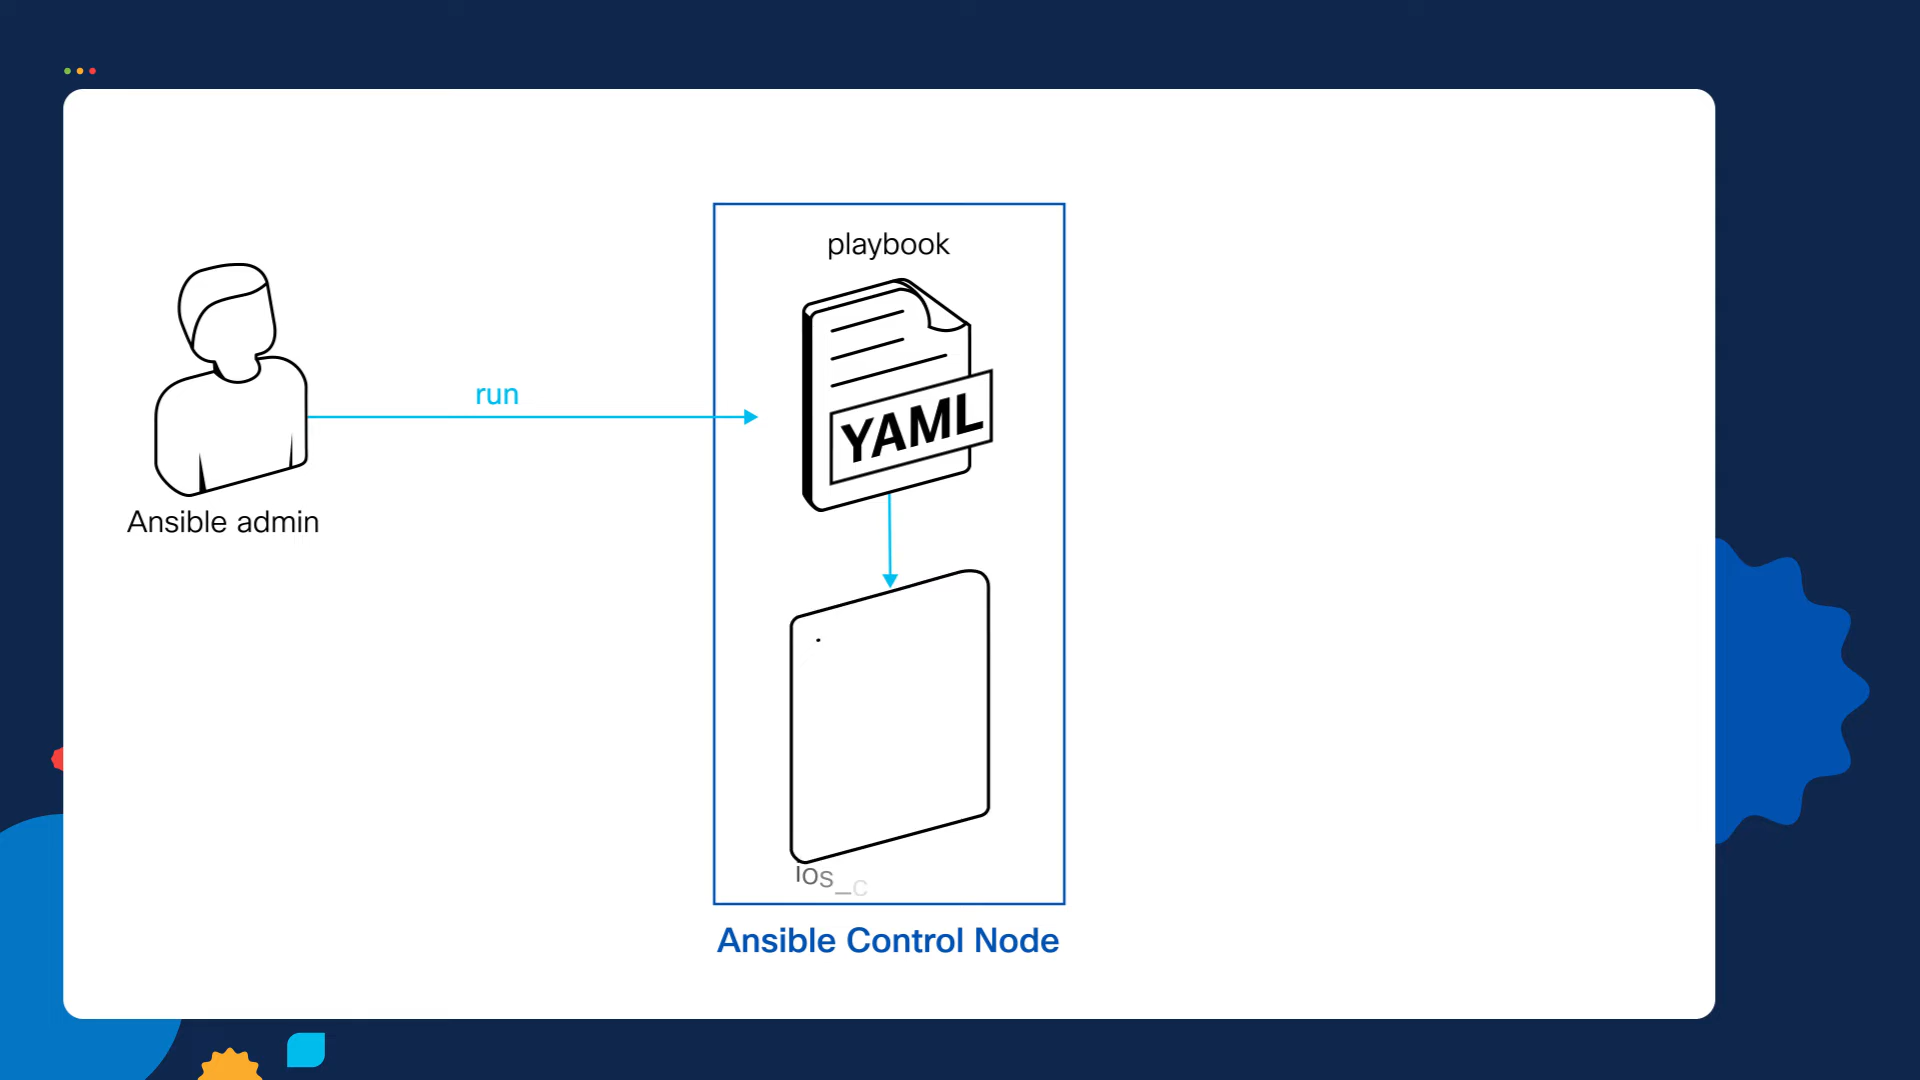 playbook
YAML
run
Ansible admin
ios_c
Ansible Control Node